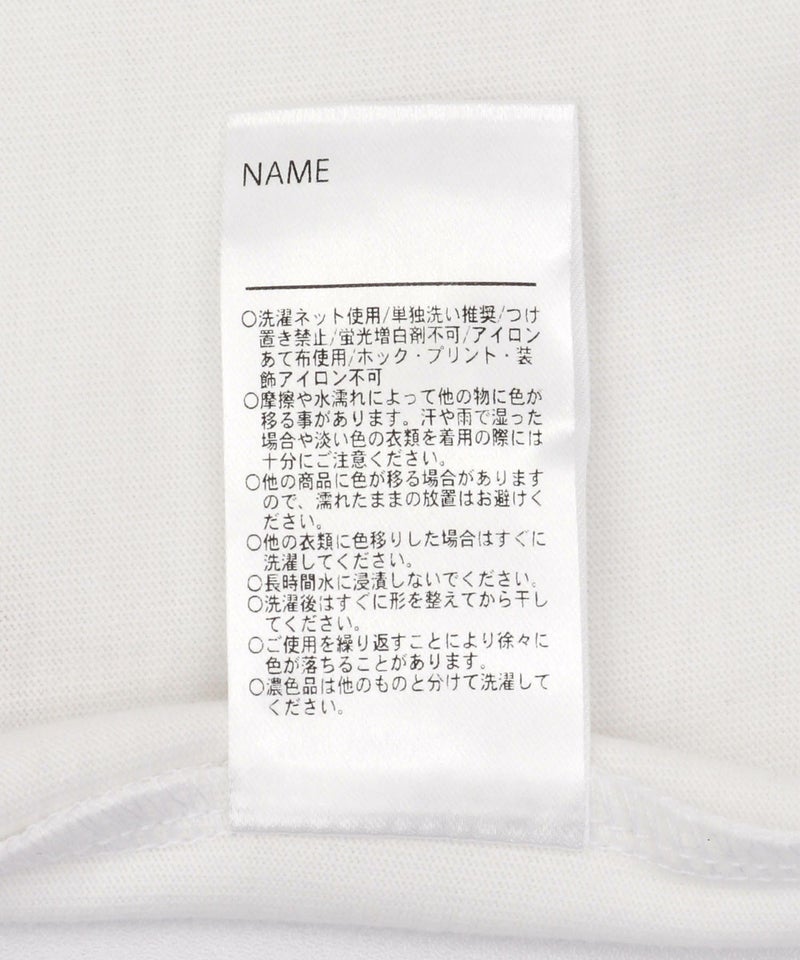 NAME
○洗濯ネット使用/単独洗い推奨/つけ
置き禁止/蛍光増白剤不可/アイロン
あて布使用/ホック・プリント・装
飾アイロン不可
○摩擦や水濡れによって他の物に色が
移る事があります。汗や雨で湿った
場合や淡い色の衣類を着用の際には
十分にご注意ください。
○他の商品に色が移る場合があります
ので、濡れたままの放置はお避けく
ださい。
○他の衣類に色移りした場合はすぐに
洗濯してください。
○長時間水に浸漬しないでください。
○洗濯後はすぐに形を整えてから干し
てください。
○ご使用を繰り返すことにより徐々に
色が落ちることがあります。
○濃色品は他のものと分けて洗濯して
ください。